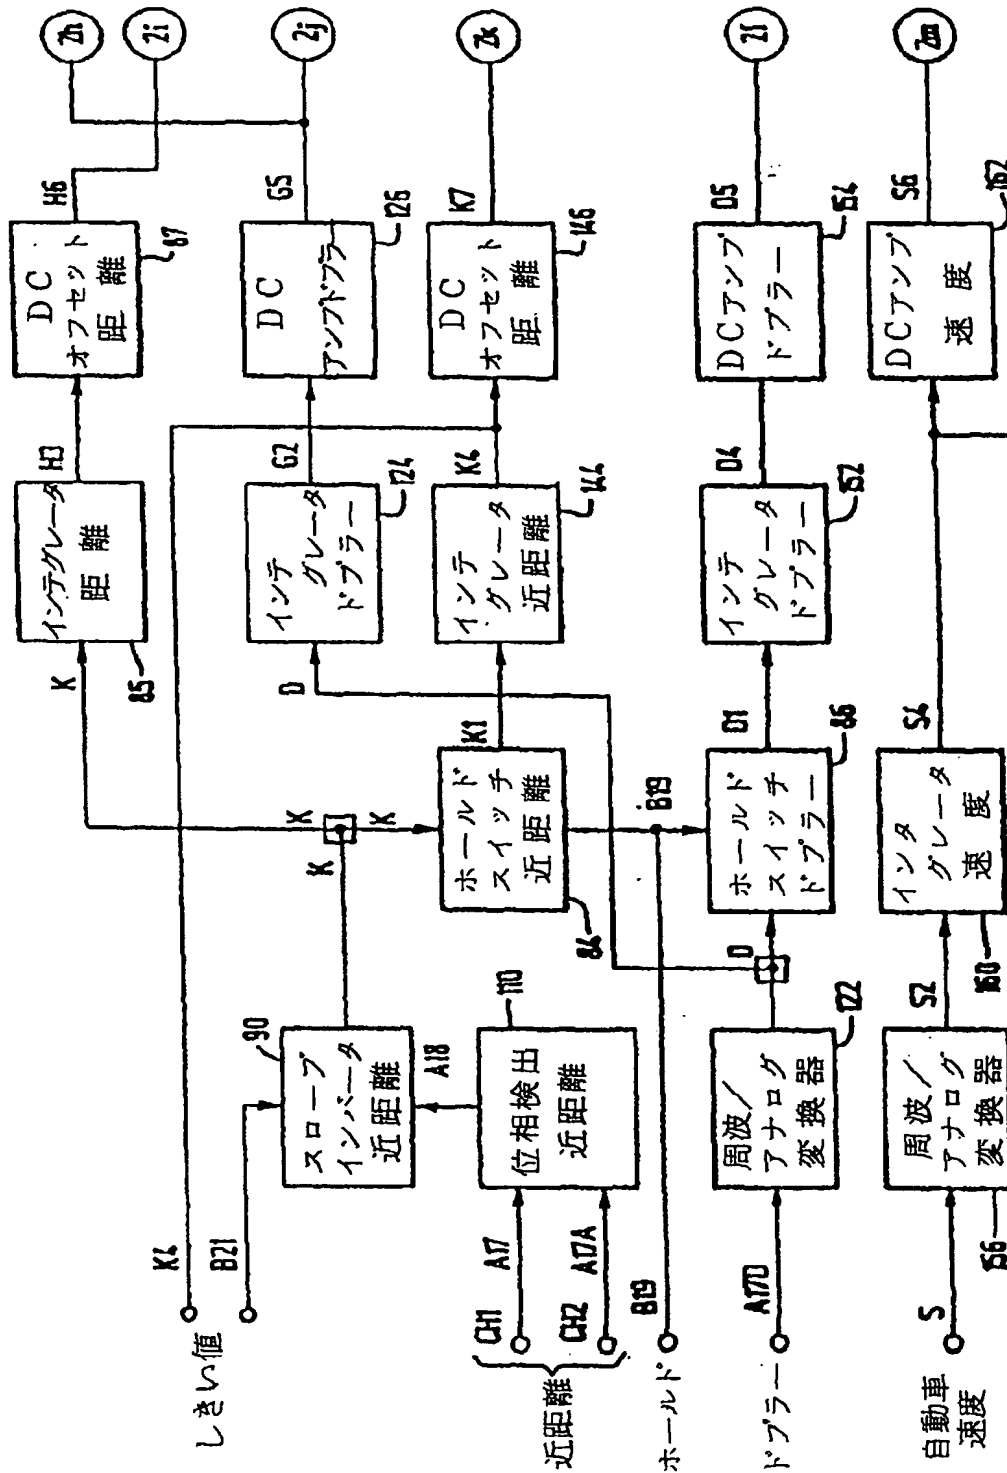 しきい値
K4
B21
近距離
CH1
A17
CH2
A17A
ホールド
B19
ドプラー
A17D
自動車
速度
S
スロープ
インバータ
近距離
90
A18
位相検出
近距離
110
周波／
アナログ
変換器
122
周波／
アナログ
変換器
156
K
K
K
D
S2
ホールド
スイッチ
近距離
84
B19
ホールド
スイッチ
ドプラー
86
インタ
グレータ
速度
160
K
D
K1
D1
S4
インテグレータ
距離
85
インテ
グレータ
ドプラー
124
インテ
グレータ
近距離
144
インテ
グレータ
ドプラー
152
H3
G2
K4
D4
DC
オフセット
距離
87
DC
アンプドプラー
126
DC
オフセット
距離
146
DCアンプ
ドプラー
154
DCアンプ
速度
162
H6
G5
K7
D5
S6
2h
2i
2j
2k
2l
2m